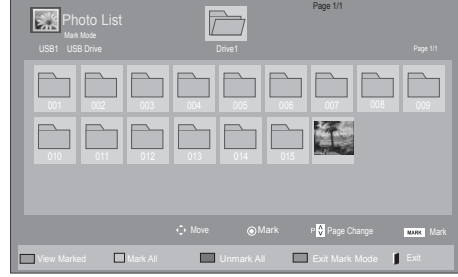 Page 1/1
Photo List
Mark Mode
USB1 USB Drive Drive1 Page 1/1
001 002 003 004 005 006 007 008 009
010 011 012 013 014 015
Move Mark P Page Change MARK Mark
View Marked Mark All Unmark All Exit Mark Mode Exit